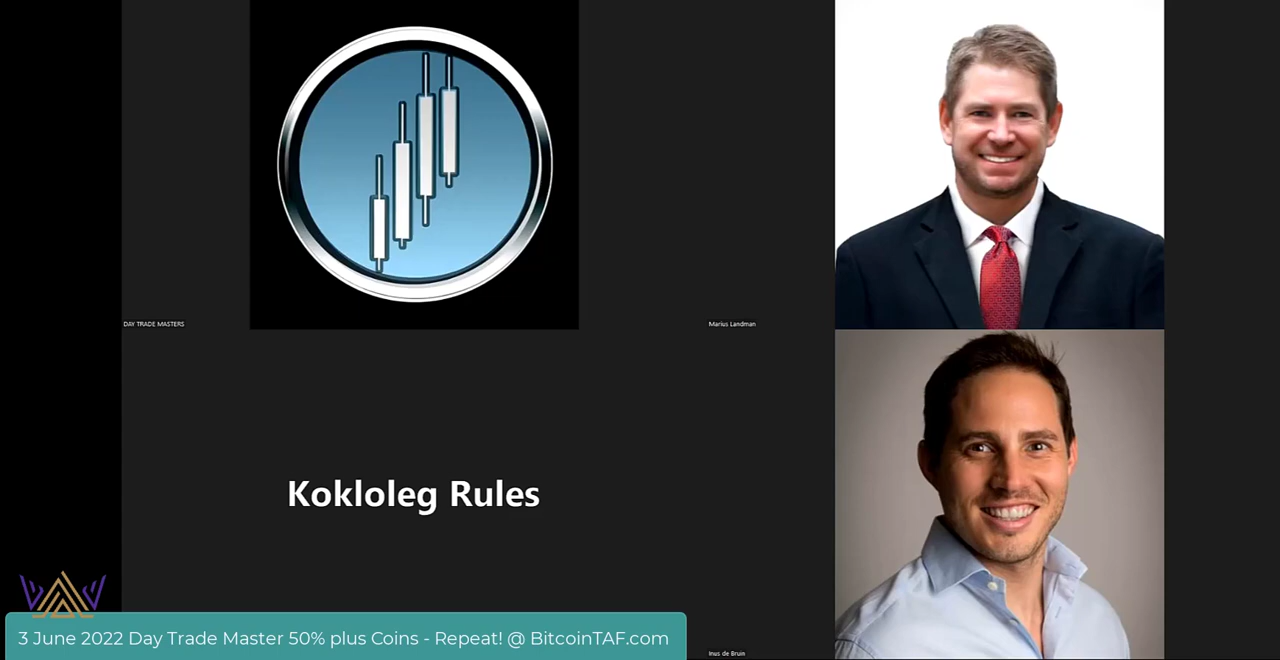 DAY TRADE MASTERS
Marius Landman
Kokloleg Rules
3 June 2022 Day Trade Master 50% plus Coins - Repeat! @ BitcoinTAF.com
Inus de Bruin